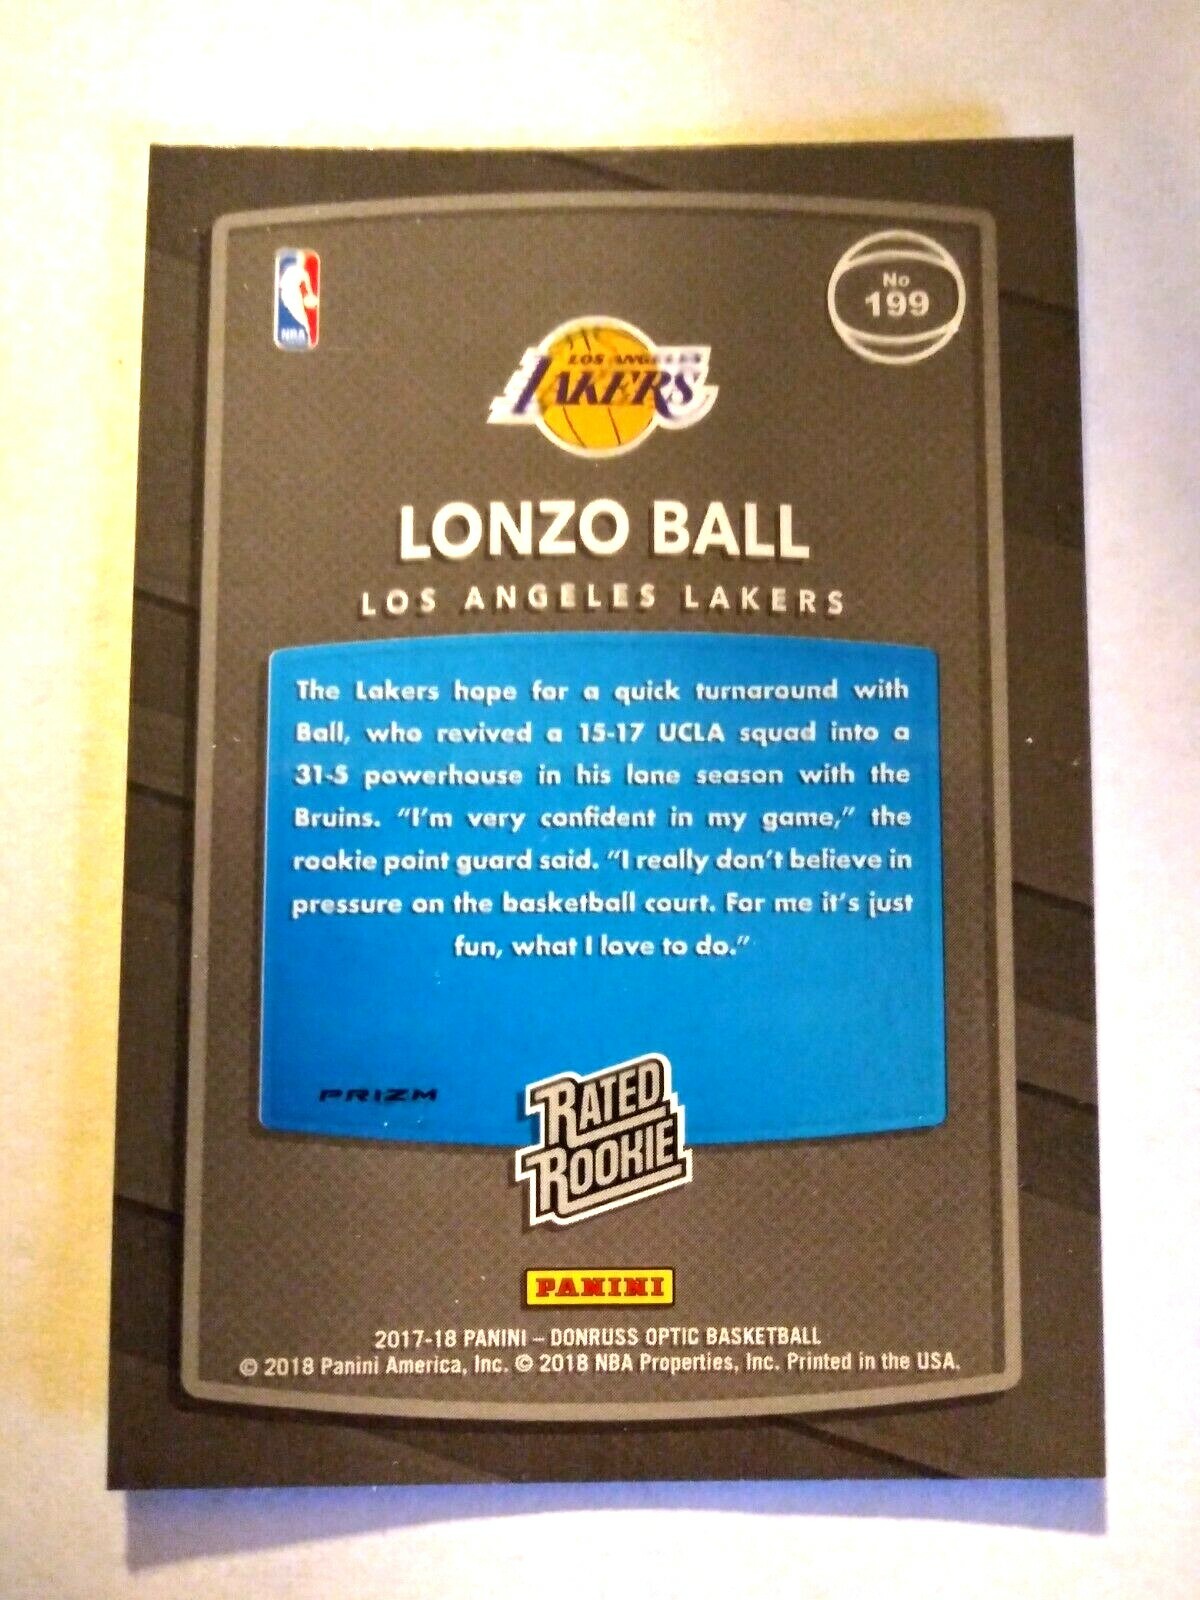 No
199
NBA
LOS ANGELES
LAKERS
LONZO BALL
LOS ANGELES LAKERS
The Lakers hope for a quick turnaround with
Ball, who revived a 15-17 UCLA squad into a
31-5 powerhouse in his lone season with the
Bruins. “I’m very confident in my game,” the
rookie point guard said. “I really don’t believe in
pressure on the basketball court. For me it’s just
fun, what I love to do.”
PRIZM
RATED
ROOKIE
PANINI
2017-18 PANINI – DONRUSS OPTIC BASKETBALL
© 2018 Panini America, Inc. © 2018 NBA Properties, Inc. Printed in the USA.